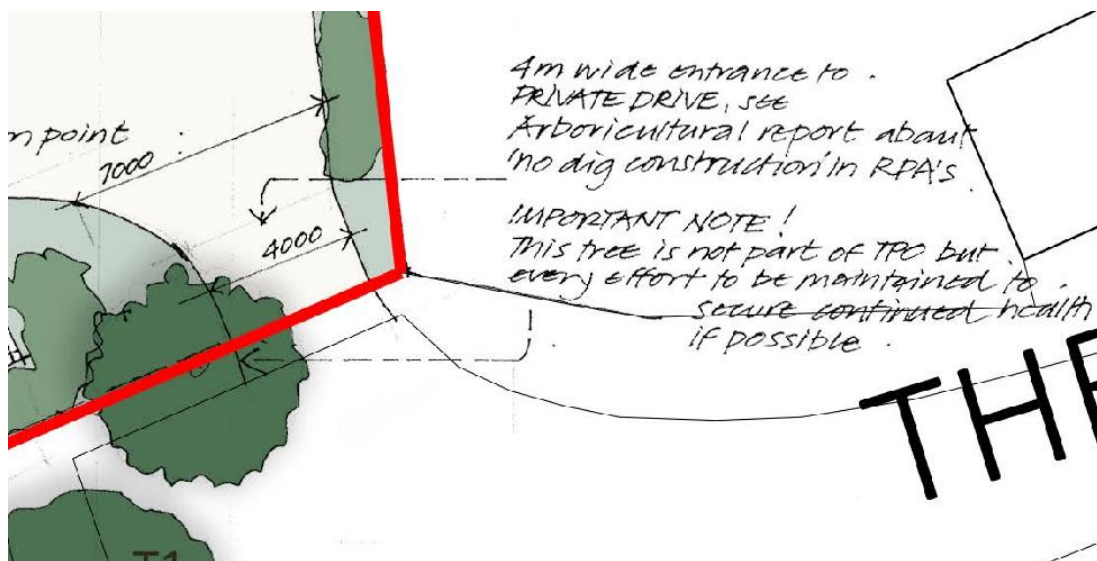 4m wide entrance to
PRIVATE DRIVE, see
Arboricultural report about
'no dig construction' in RPA's
m point
7000
IMPORTANT NOTE!
This tree is not part of TPO but
every effort to be maintained to
secure continued health
if possible
4000
THE
T1